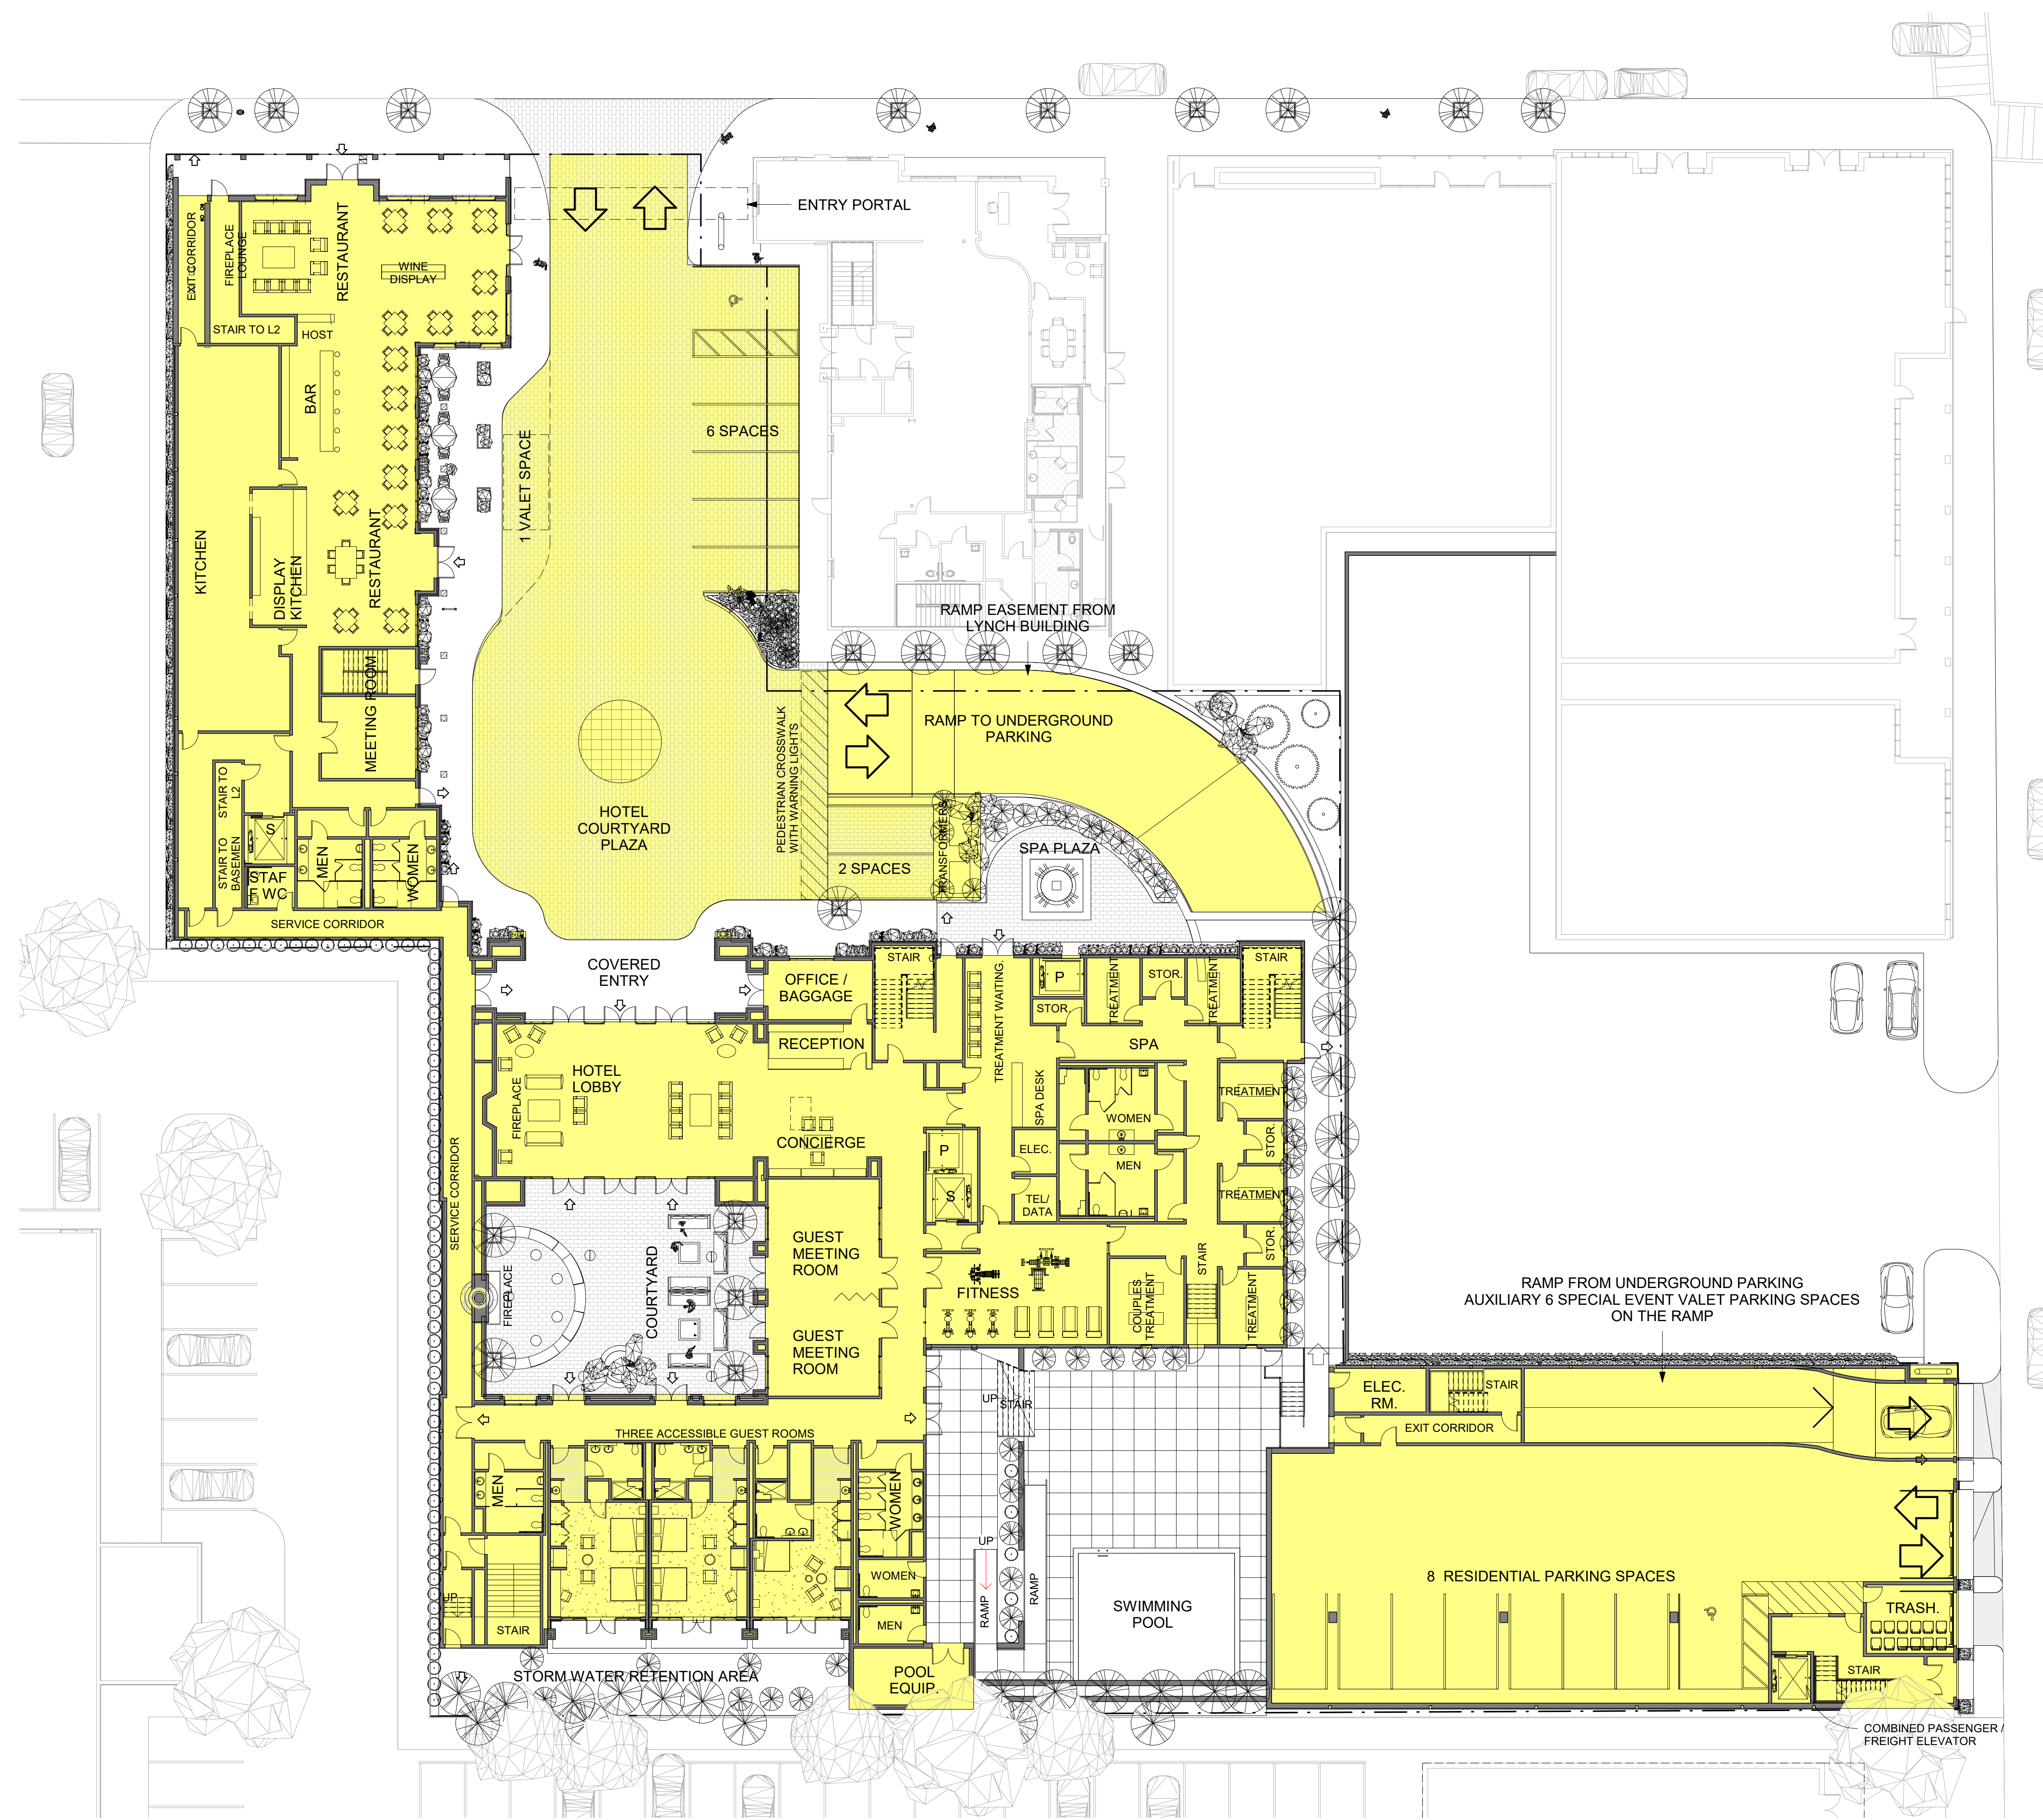 ENTRY PORTAL
EXIT CORRIDOR
FIREPLACE
LOUNGE
RESTAURANT
WINE
DISPLAY
STAIR TO L2
HOST
BAR
6 SPACES
1 VALET SPACE
KITCHEN
DISPLAY
KITCHEN
RESTAURANT
RAMP EASEMENT FROM
LYNCH BUILDING
MEETING ROOM
RAMP TO UNDERGROUND
PARKING
PEDESTRIAN CROSSWALK
WITH WARNING LIGHTS
STAIR TO
L2
HOTEL
COURTYARD
PLAZA
S
STAIR TO
BASEMEN
STAF
F WC
MEN
WOMEN
2 SPACES
TRANSFORMERS
SPA PLAZA
SERVICE CORRIDOR
COVERED
ENTRY
OFFICE /
BAGGAGE
STAIR
TREATMENT WAITING.
P
STOR.
TREATMENT
STOR.
TREATMENT
STAIR
RECEPTION
SPA
HOTEL
LOBBY
FIREPLACE
SPA DESK
TREATMENT
WOMEN
CONCIERGE
P
ELEC.
MEN
STOR.
SERVICE CORRIDOR
S
TEL/
DATA
TREATMENT
GUEST
MEETING
ROOM
COURTYARD
FIREPLACE
STAIR
STOR.
FITNESS
COUPLES
TREATMENT
TREATMENT
GUEST
MEETING
ROOM
RAMP FROM UNDERGROUND PARKING
AUXILIARY 6 SPECIAL EVENT VALET PARKING SPACES
ON THE RAMP
UP
STAIR
ELEC.
RM.
STAIR
EXIT CORRIDOR
THREE ACCESSIBLE GUEST ROOMS
MEN
WOMEN
UP
WOMEN
RAMP
RAMP
8 RESIDENTIAL PARKING SPACES
UP
STAIR
MEN
SWIMMING
POOL
TRASH.
STORM WATER RETENTION AREA
POOL
EQUIP.
STAIR
COMBINED PASSENGER /
FREIGHT ELEVATOR